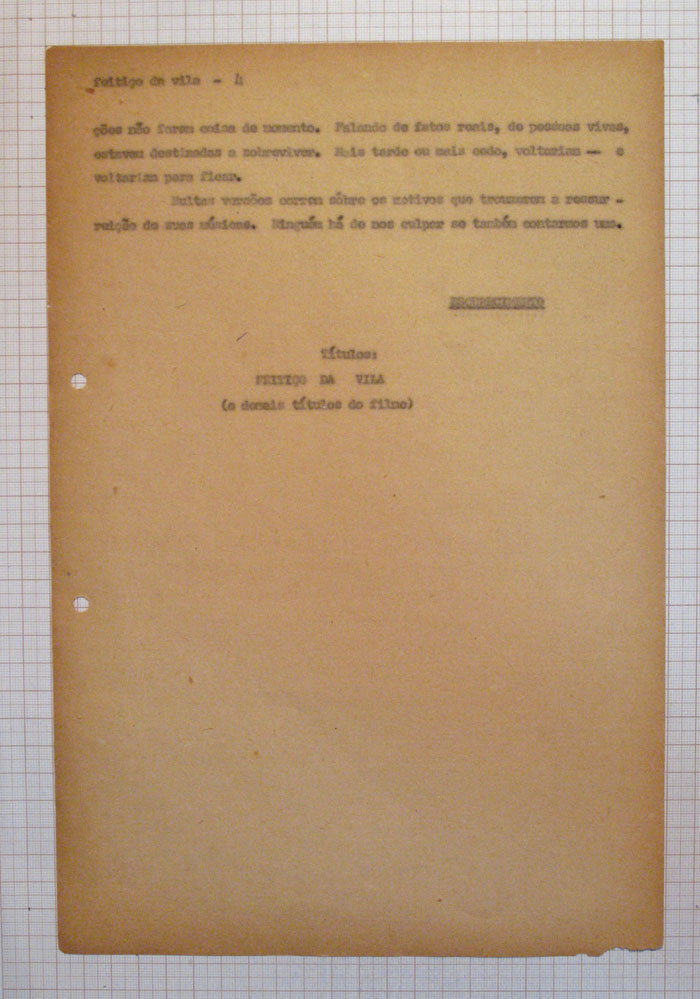 feitiço da vila - 4
ções não foram coisa de momento. Falando de fatos reais, de pessoas vivas,
estavam destinadas a sobreviver. Mais tarde ou mais cedo, voltariam — e
voltariam para ficar.
Muitas versões correm sôbre os motivos que trouxeram a ressur -
reição de suas músicas. Ninguém há de nos culpar se também contarmos uma.
ESCURECIMENTO
Títulos:
FEITIÇO DA VILA
(e demais títulos do filme)